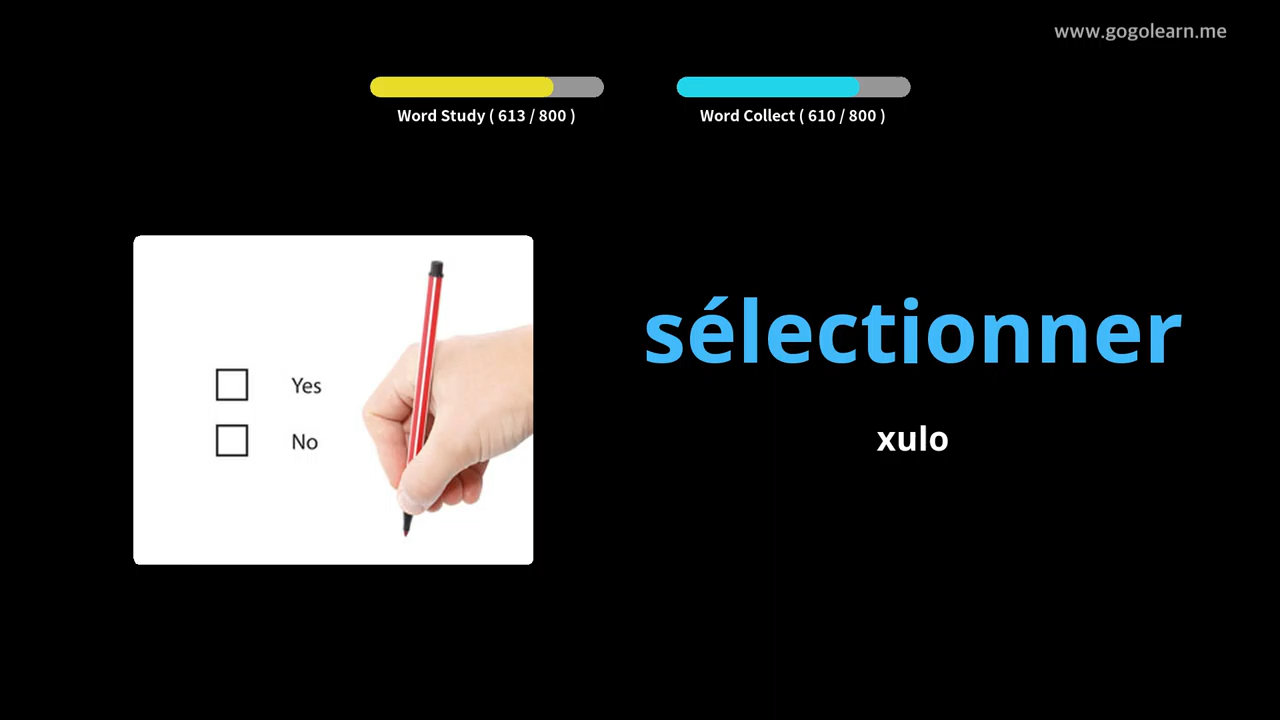 www.gogolearn.me
Word Study ( 613 / 800 )
Word Collect ( 610 / 800 )
sélectionner
xulo
Yes
No